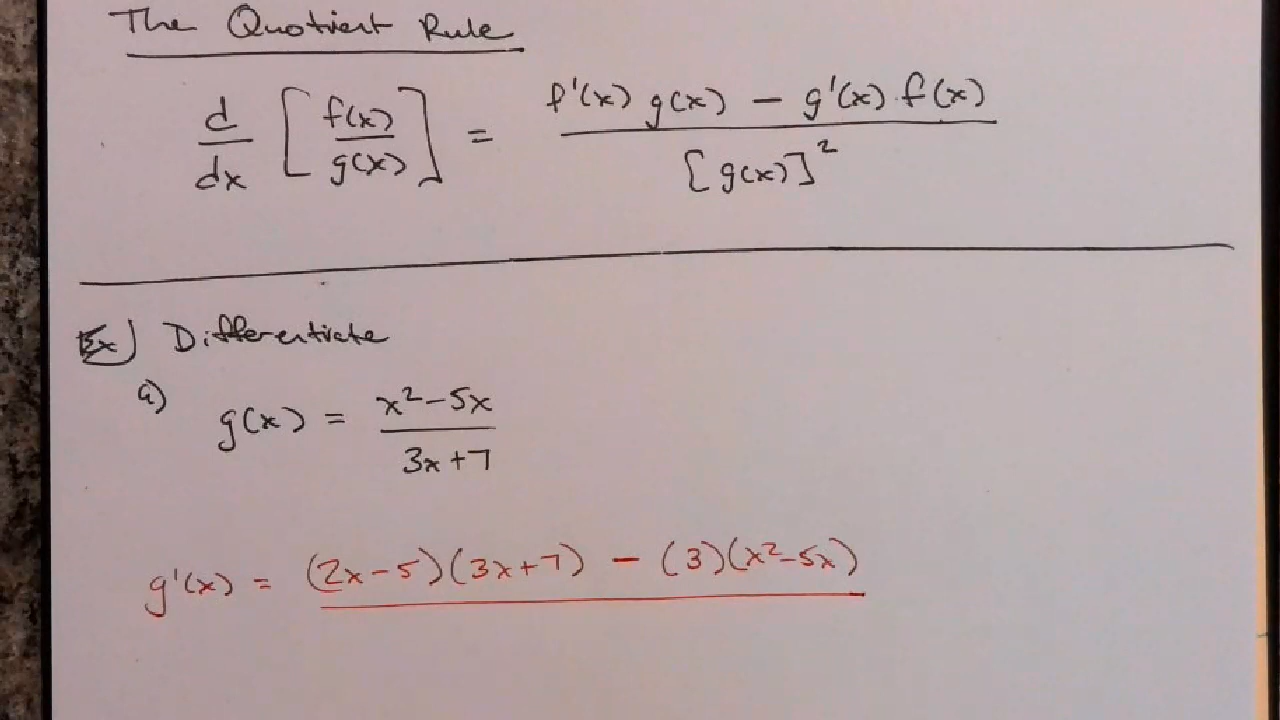 The Quotient Rule
d/dx [f(x)/g(x)] = f'(x) g(x) − g'(x) f(x) / [g(x)]²
Ex) Differentiate
a) g(x) = x²−5x / 3x+7
g'(x) = (2x−5)(3x+7) − (3)(x²−5x)